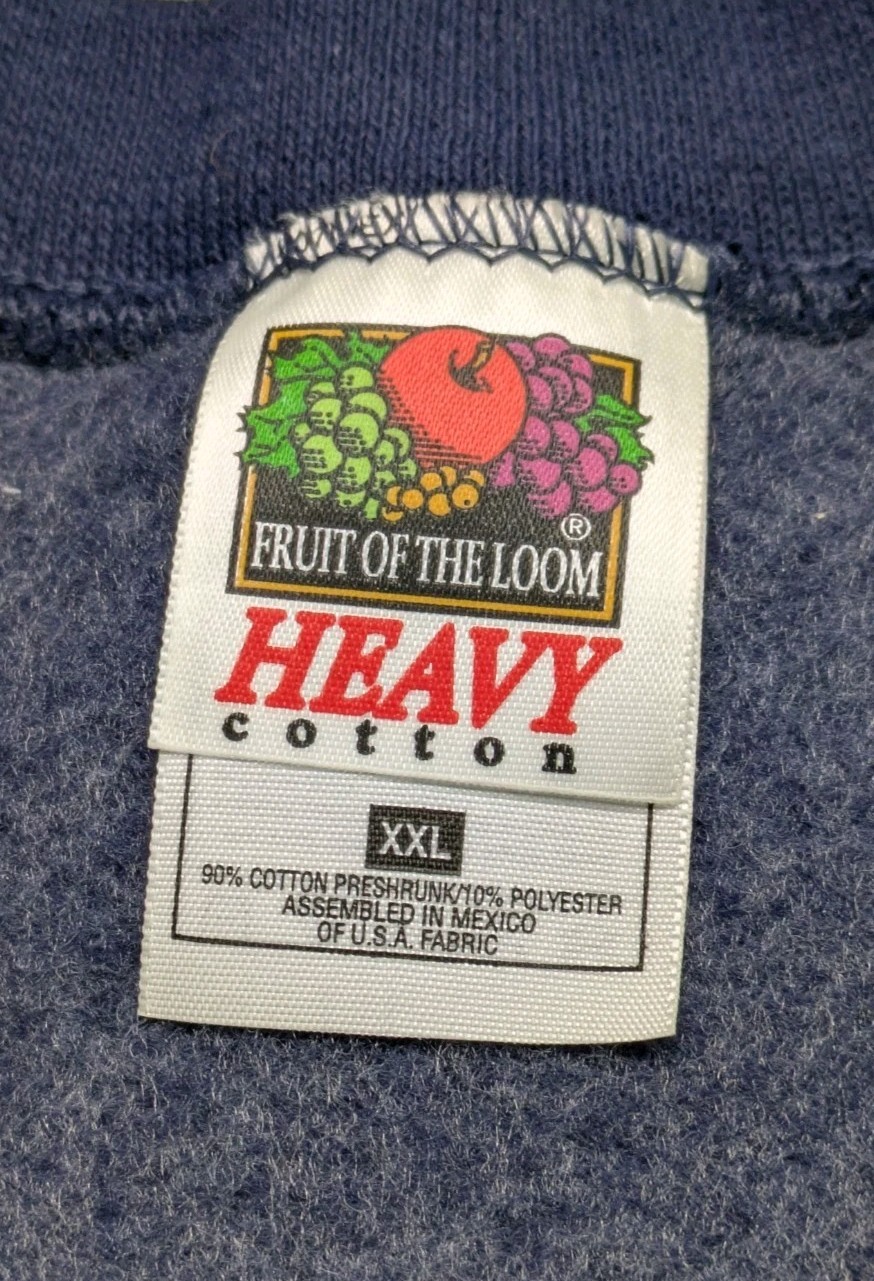 ®
FRUIT OF THE LOOM
HEAVY
cotton
XXL
90% COTTON PRESHRUNK/10% POLYESTER
ASSEMBLED IN MEXICO
OF U.S.A. FABRIC